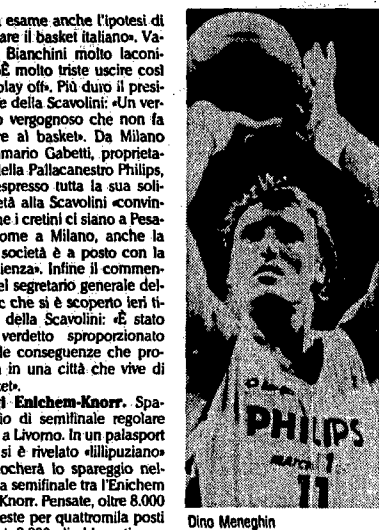 esame anche l'ipotesi di
are il basket italiano». Va-
Bianchini molto laconi-
È molto triste uscire così
play off». Più duro il presi-
e della Scavolini: «Un ver-
o vergognoso che non fa
re al basket». Da Milano
nmario Gabetti, proprieta-
della Pallacanestro Philips,
espresso tutta la sua soli-
età alla Scavolini «convin-
ne i cretini ci siano a Pesa-
ome a Milano, anche la
società è a posto con la
ienza». Infine il commen-
el segretario generale del-
c che si è scoperto ieri ti-
della Scavolini: «È stato
verdetto sproporzionato
le conseguenze che pro-
a in una città che vive di
ket».
ri Enichem-Knorr. Spa-
io di semifinale regolare
a Livorno. In un palasport
si è rivelato «lillipuziano»
ocherà lo spareggio nel-
a semifinale tra l'Enichem
Knorr. Pensate, oltre 8.000
este per quattromila posti
PHILIPS
11
Dino Meneghin